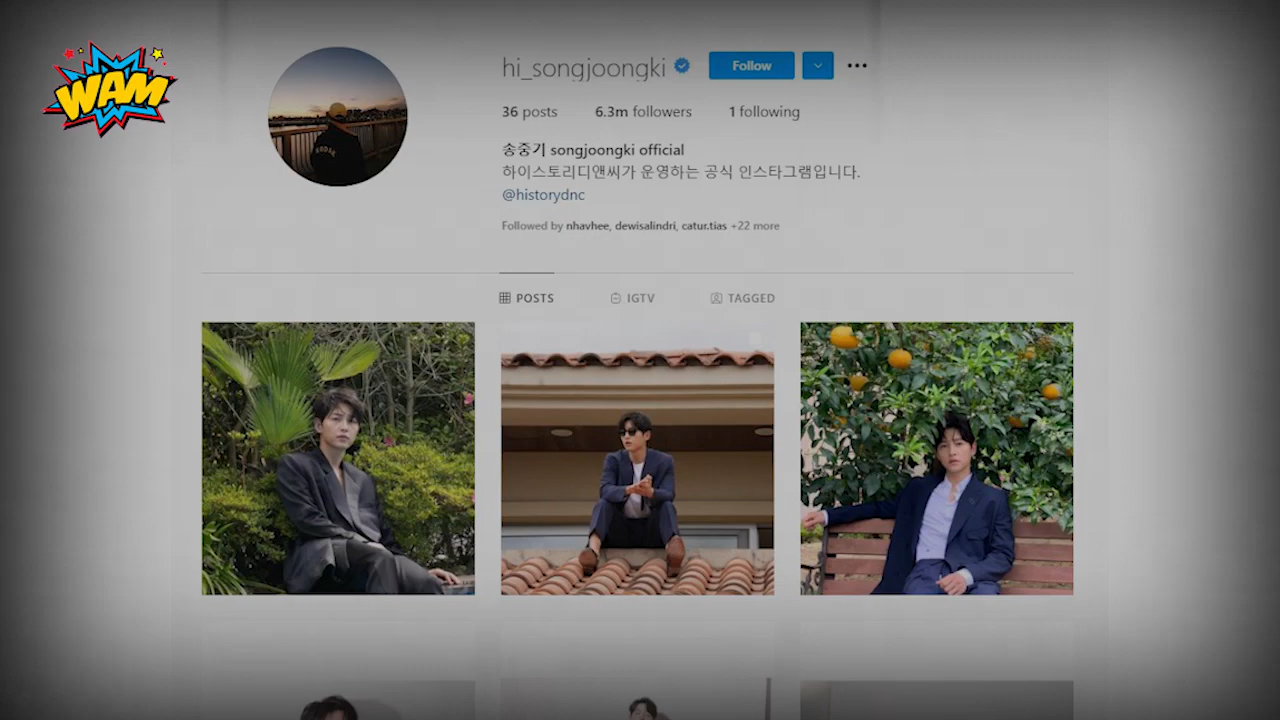 WAM
hi_songjoongki
Follow
36 posts 6.3m followers 1 following
송중기 songjoongki official
하이스토리디앤씨가 운영하는 공식 인스타그램입니다.
@historydnc
Followed by nhavhee, dewisalindri, catur.tias +22 more
POSTS IGTV TAGGED
KODAK